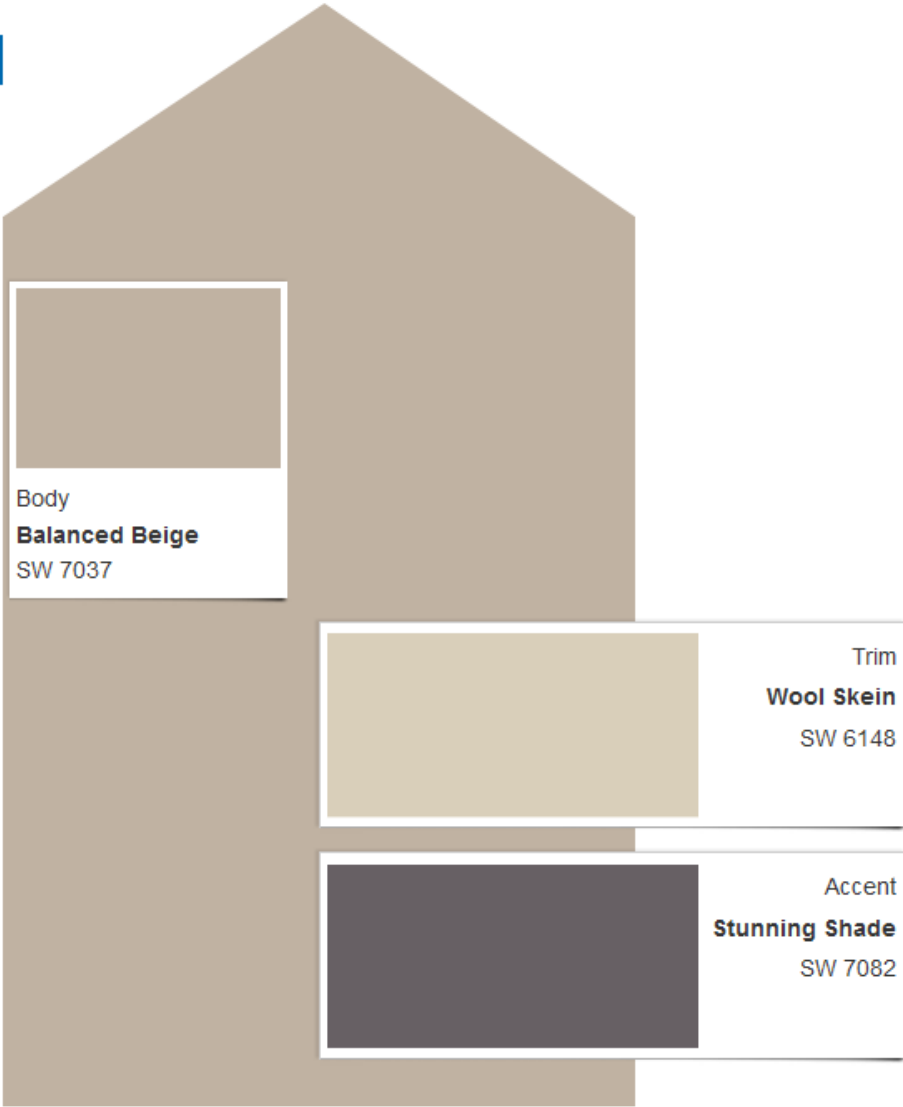 Body
Balanced Beige
SW 7037
Trim
Wool Skein
SW 6148
Accent
Stunning Shade
SW 7082